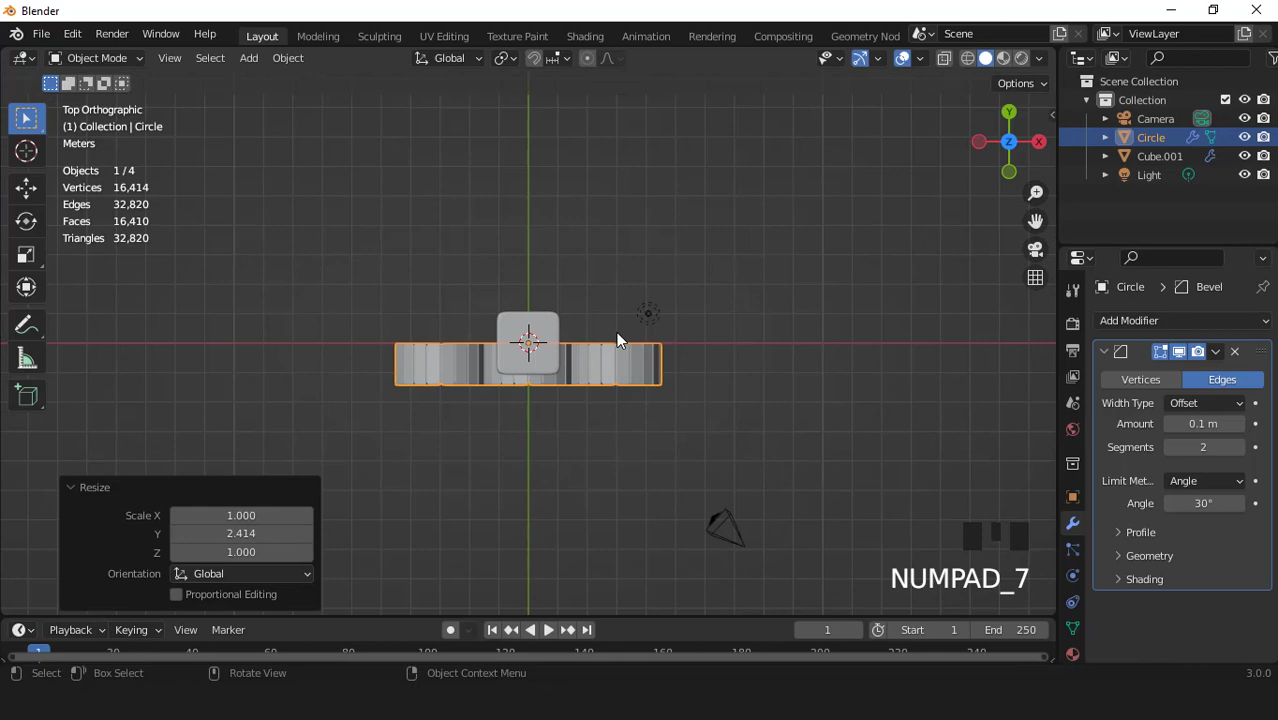 Blender
File Edit Render Window Help Layout Modeling Sculpting UV Editing Texture Paint Shading Animation Rendering Compositing Geometry Nod Scene ViewLayer
Object Mode View Select Add Object Global
Options
Top Orthographic
(1) Collection | Circle
Meters
Objects 1 / 4
Vertices 16,414
Edges 32,820
Faces 16,410
Triangles 32,820
Y
Z
X
Scene Collection
Collection
Camera
Circle
Cube.001
Light
Circle Bevel
Add Modifier
Vertices Edges
Width Type Offset
Amount 0.1 m
Segments 2
Limit Met... Angle
Angle 30°
Profile
Geometry
Shading
Resize
Scale X 1.000
Y 2.414
Z 1.000
Orientation Global
Proportional Editing
NUMPAD_7
Playback Keying View Marker 1 Start 1 End 250
Select Box Select Rotate View Object Context Menu 3.0.0